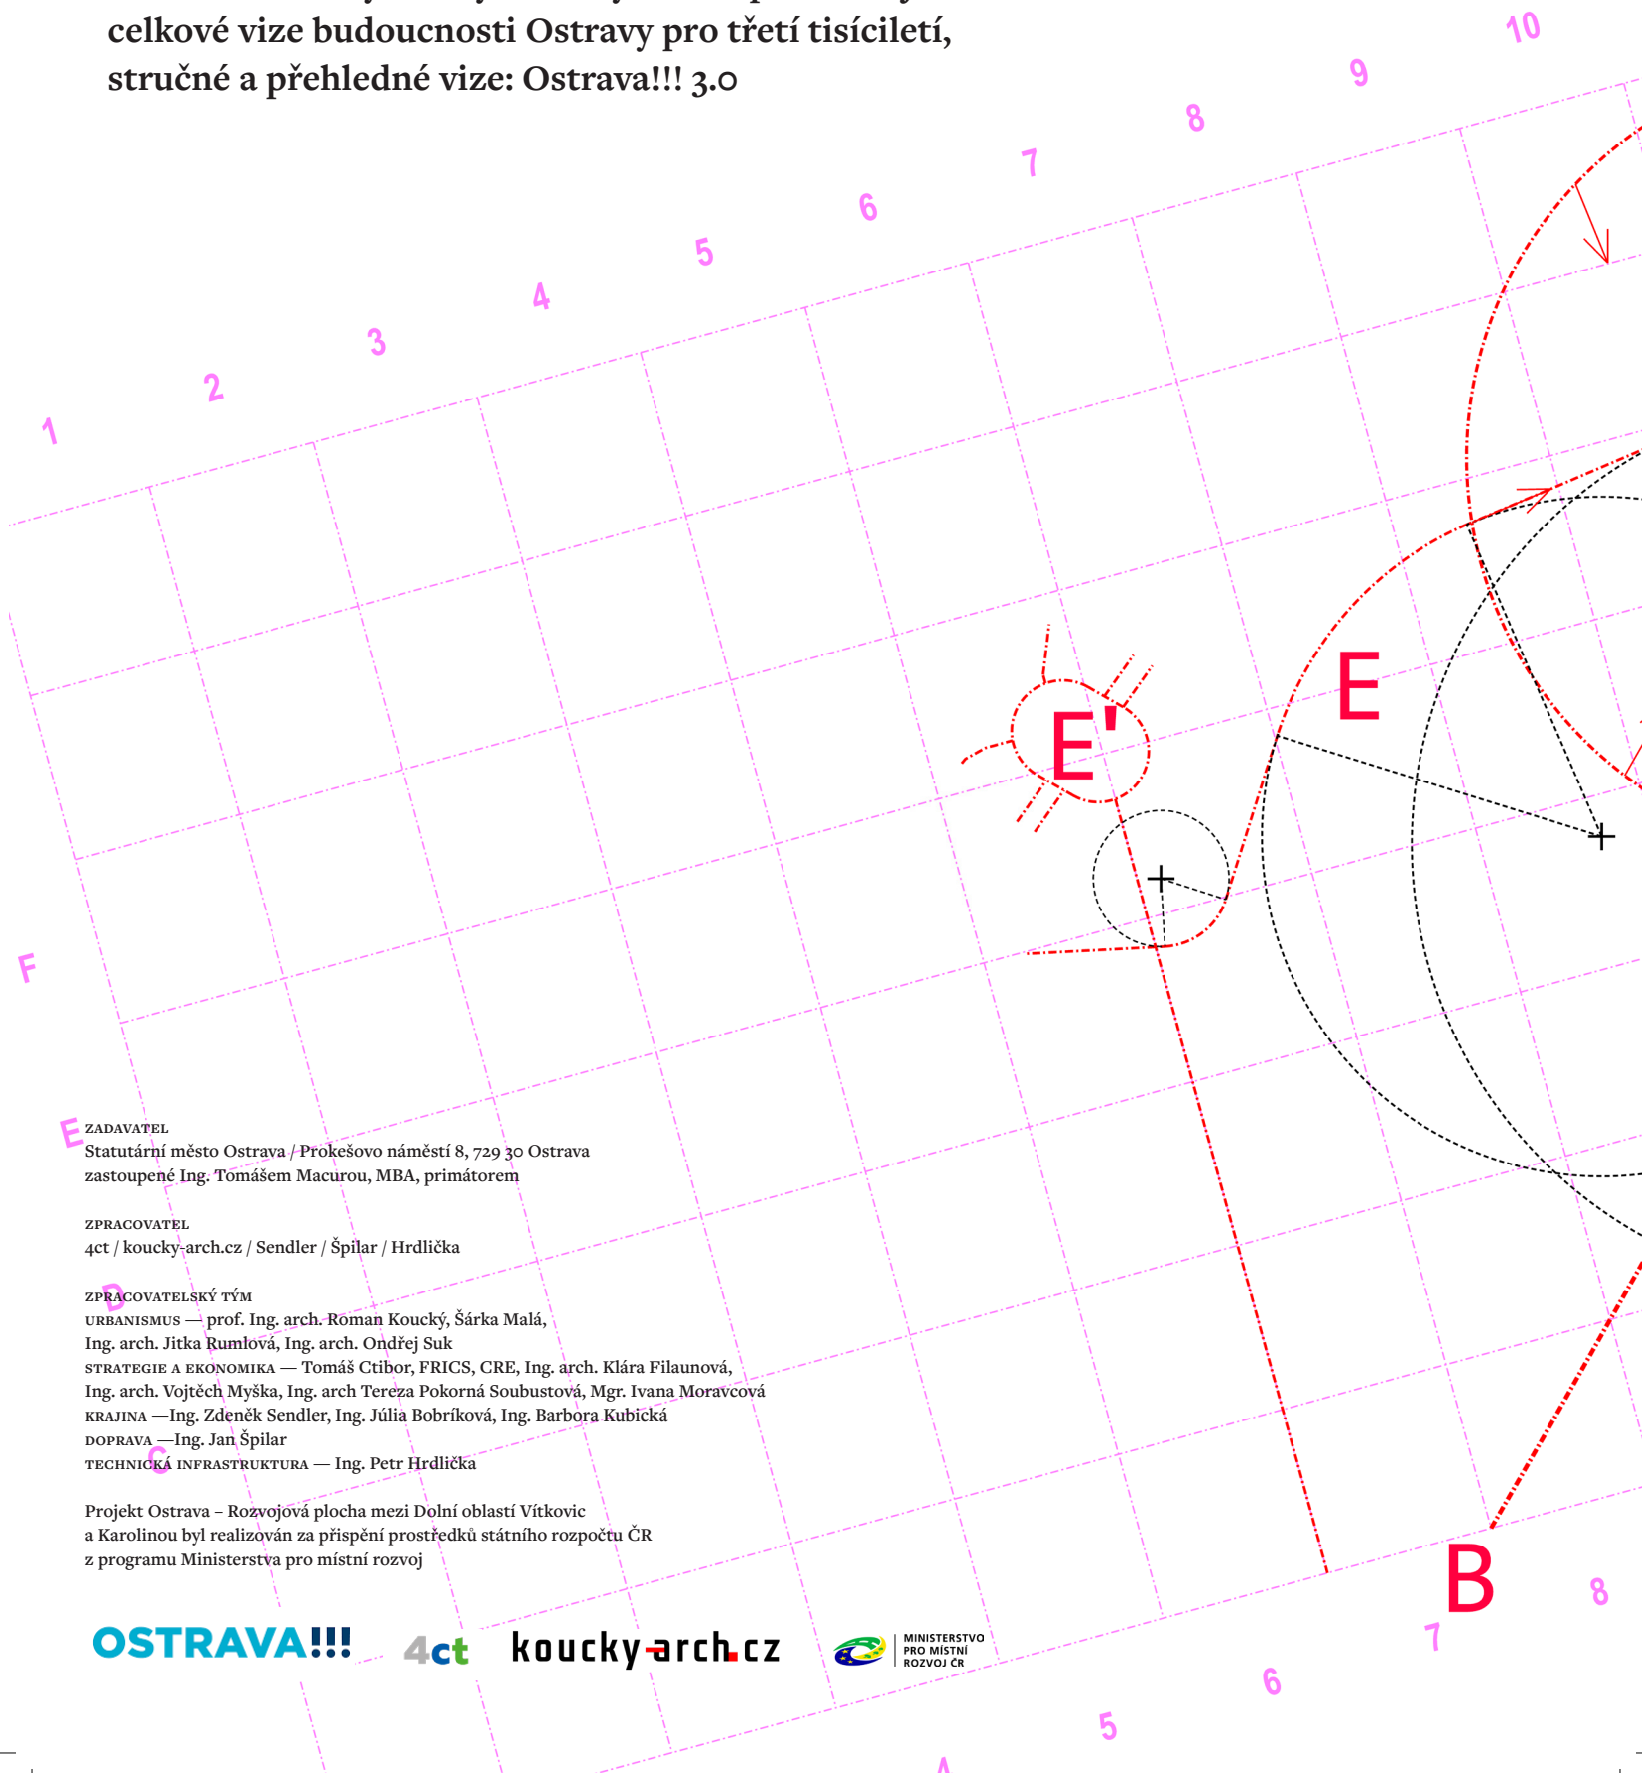 celkové vize budoucnosti Ostravy pro třetí tisíciletí,
stručné a přehledné vize: Ostrava!!! 3.0
10
9
8
7
6
5
4
3
2
1
E
E'
F
E
D
C
ZADAVATEL
Statutární město Ostrava / Prokešovo náměstí 8, 729 30 Ostrava
zastoupené Ing. Tomášem Macurou, MBA, primátorem
ZPRACOVATEL
4ct / koucky-arch.cz / Sendler / Špilar / Hrdlička
ZPRACOVATELSKÝ TÝM
URBANISMUS — prof. Ing. arch. Roman Koucký, Šárka Malá,
Ing. arch. Jitka Rumlová, Ing. arch. Ondřej Suk
STRATEGIE A EKONOMIKA — Tomáš Ctibor, FRICS, CRE, Ing. arch. Klára Filaunová,
Ing. arch. Vojtěch Myška, Ing. arch Tereza Pokorná Soubustová, Mgr. Ivana Moravcová
KRAJINA —Ing. Zdeněk Sendler, Ing. Júlia Bobríková, Ing. Barbora Kubická
DOPRAVA —Ing. Jan Špilar
TECHNICKÁ INFRASTRUKTURA — Ing. Petr Hrdlička
Projekt Ostrava – Rozvojová plocha mezi Dolní oblastí Vítkovic
a Karolinou byl realizován za přispění prostředků státního rozpočtu ČR
z programu Ministerstva pro místní rozvoj
B
8
7
6
5
OSTRAVA!!!
4ct
koucky-arch.cz
MINISTERSTVO
PRO MÍSTNÍ
ROZVOJ ČR